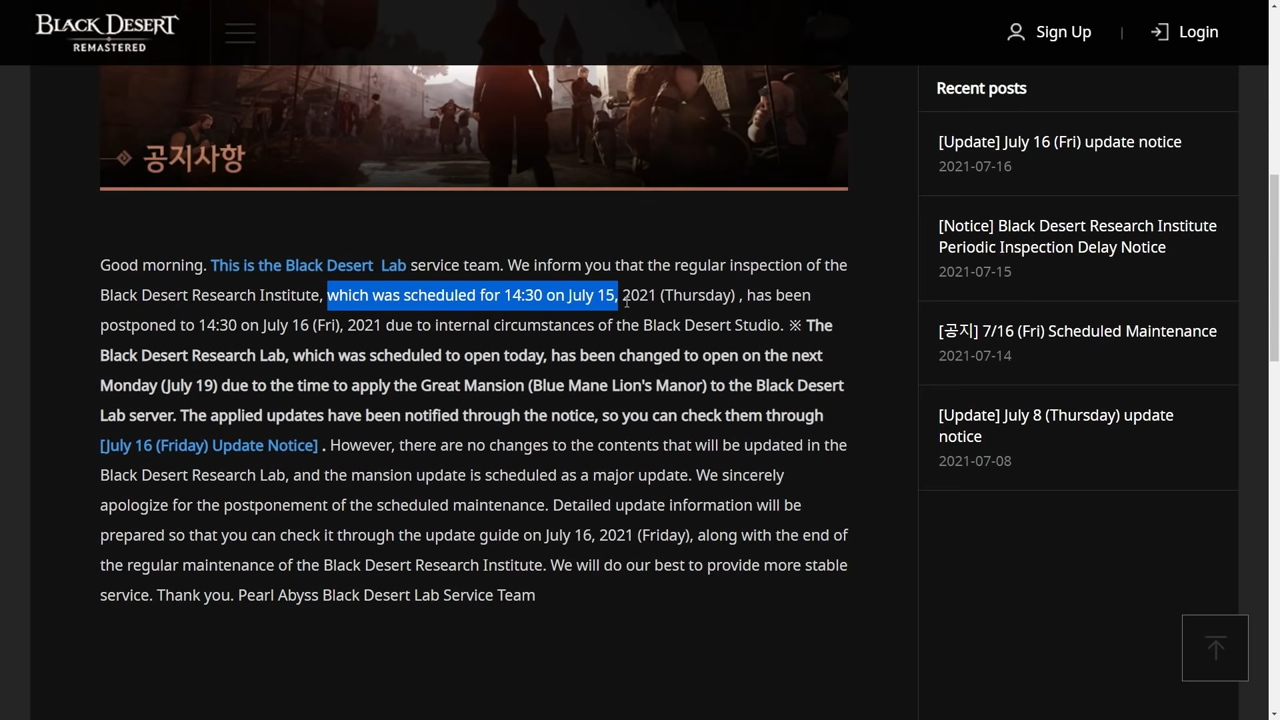 BLACK DESERT
REMASTERED
Sign Up
Login
공지사항
Good morning. This is the Black Desert Lab service team. We inform you that the regular inspection of the
Black Desert Research Institute, which was scheduled for 14:30 on July 15, 2021 (Thursday) , has been
postponed to 14:30 on July 16 (Fri), 2021 due to internal circumstances of the Black Desert Studio. ※ The
Black Desert Research Lab, which was scheduled to open today, has been changed to open on the next
Monday (July 19) due to the time to apply the Great Mansion (Blue Mane Lion's Manor) to the Black Desert
Lab server. The applied updates have been notified through the notice, so you can check them through
[July 16 (Friday) Update Notice] . However, there are no changes to the contents that will be updated in the
Black Desert Research Lab, and the mansion update is scheduled as a major update. We sincerely
apologize for the postponement of the scheduled maintenance. Detailed update information will be
prepared so that you can check it through the update guide on July 16, 2021 (Friday), along with the end of
the regular maintenance of the Black Desert Research Institute. We will do our best to provide more stable
service. Thank you. Pearl Abyss Black Desert Lab Service Team
Recent posts
[Update] July 16 (Fri) update notice
2021-07-16
[Notice] Black Desert Research Institute
Periodic Inspection Delay Notice
2021-07-15
[공지] 7/16 (Fri) Scheduled Maintenance
2021-07-14
[Update] July 8 (Thursday) update
notice
2021-07-08